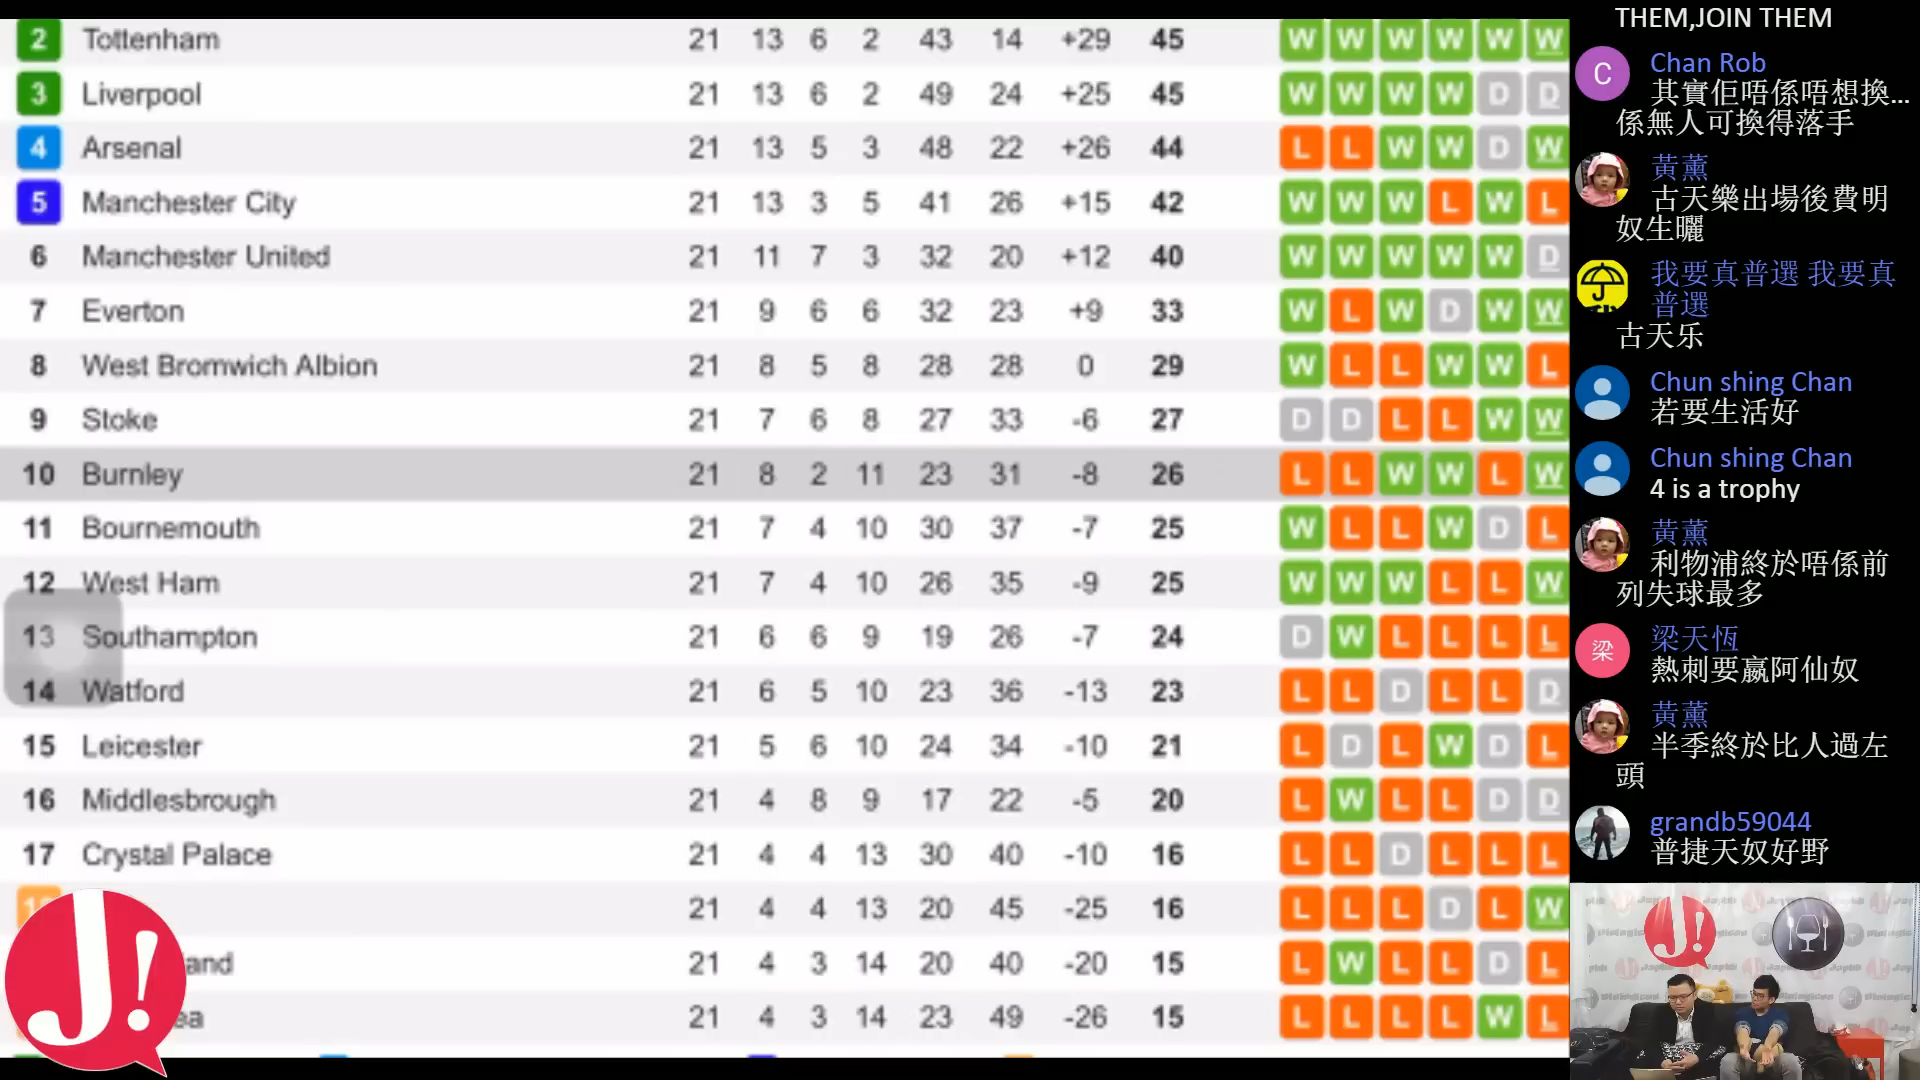 2 Tottenham 21 13 6 2 43 14 +29 45 W W W W W W
3 Liverpool 21 13 6 2 49 24 +25 45 W W W W D D
4 Arsenal 21 13 5 3 48 22 +26 44 L L W W D W
5 Manchester City 21 13 3 5 41 26 +15 42 W W W L W L
6 Manchester United 21 11 7 3 32 20 +12 40 W W W W W D
7 Everton 21 9 6 6 32 23 +9 33 W L W D W W
8 West Bromwich Albion 21 8 5 8 28 28 0 29 W L L W W L
9 Stoke 21 7 6 8 27 33 -6 27 D D L L W W
10 Burnley 21 8 2 11 23 31 -8 26 L L W W L W
11 Bournemouth 21 7 4 10 30 37 -7 25 W L L W D L
12 West Ham 21 7 4 10 26 35 -9 25 W W W L L W
13 Southampton 21 6 6 9 19 26 -7 24 D W L L L L
14 Watford 21 6 5 10 23 36 -13 23 L L D L L D
15 Leicester 21 5 6 10 24 34 -10 21 L D L W D L
16 Middlesbrough 21 4 8 9 17 22 -5 20 L W L L D D
17 Crystal Palace 21 4 4 13 30 40 -10 16 L L D L L L
21 4 4 13 20 45 -25 16 L L L D L W
and 21 4 3 14 20 40 -20 15 L W L L D L
ea 21 4 3 14 23 49 -26 15 L L L L W L
J!
THEM,JOIN THEM
C Chan Rob
其實佢唔係唔想換...
係無人可換得落手
黃薰
古天樂出場後費明
奴生曬
我要真普選 我要真
普選
古天乐
Chun shing Chan
若要生活好
Chun shing Chan
4 is a trophy
黃薰
利物浦終於唔係前
列失球最多
梁 梁天恆
熱刺要嬴阿仙奴
黃薰
半季終於比人過左
頭
grandb59044
普捷天奴好野
J!